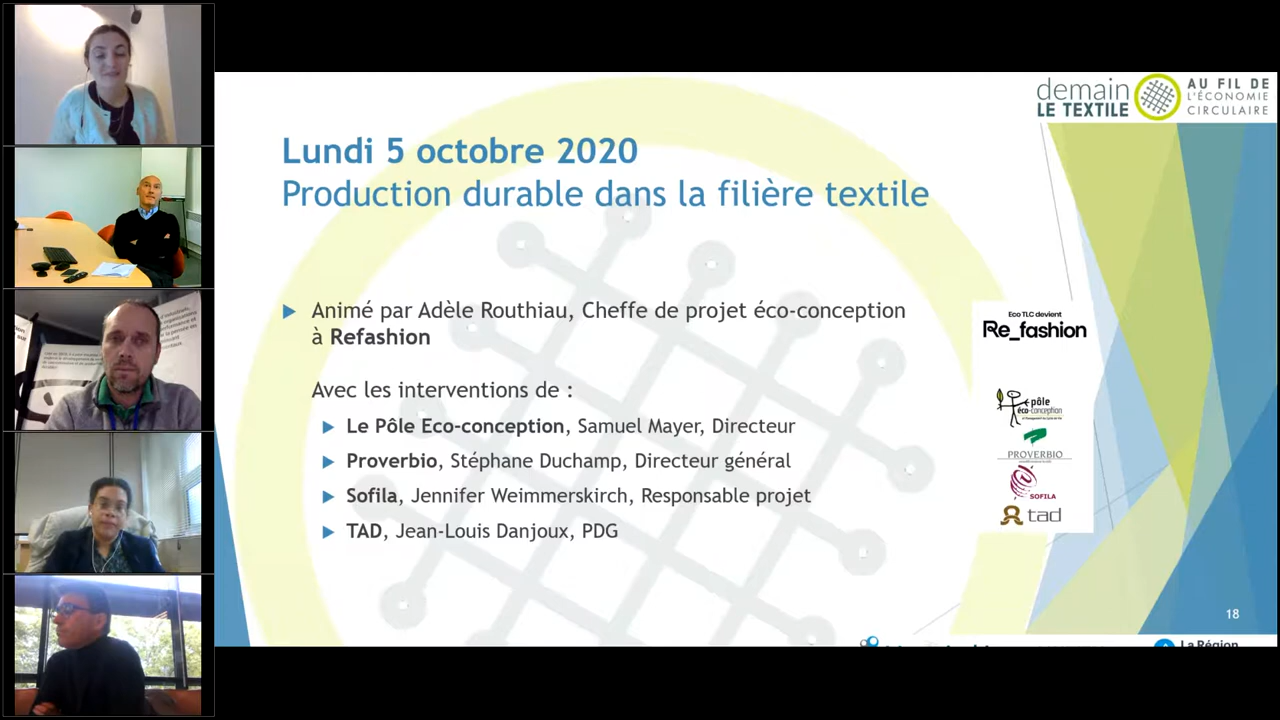 demain
LE TEXTILE
AU FIL DE
L'ÉCONOMIE
CIRCULAIRE
Lundi 5 octobre 2020
Production durable dans la filière textile
Animé par Adèle Routhiau, Cheffe de projet éco-conception
à Refashion
Avec les interventions de :
Le Pôle Eco-conception, Samuel Mayer, Directeur
Proverbio, Stéphane Duchamp, Directeur général
Sofila, Jennifer Weimmerskirch, Responsable projet
TAD, Jean-Louis Danjoux, PDG
Eco TLC devient
Re_fashion
pôle
éco-conception
PROVERBIO
SOFILA
tad
18
La Région